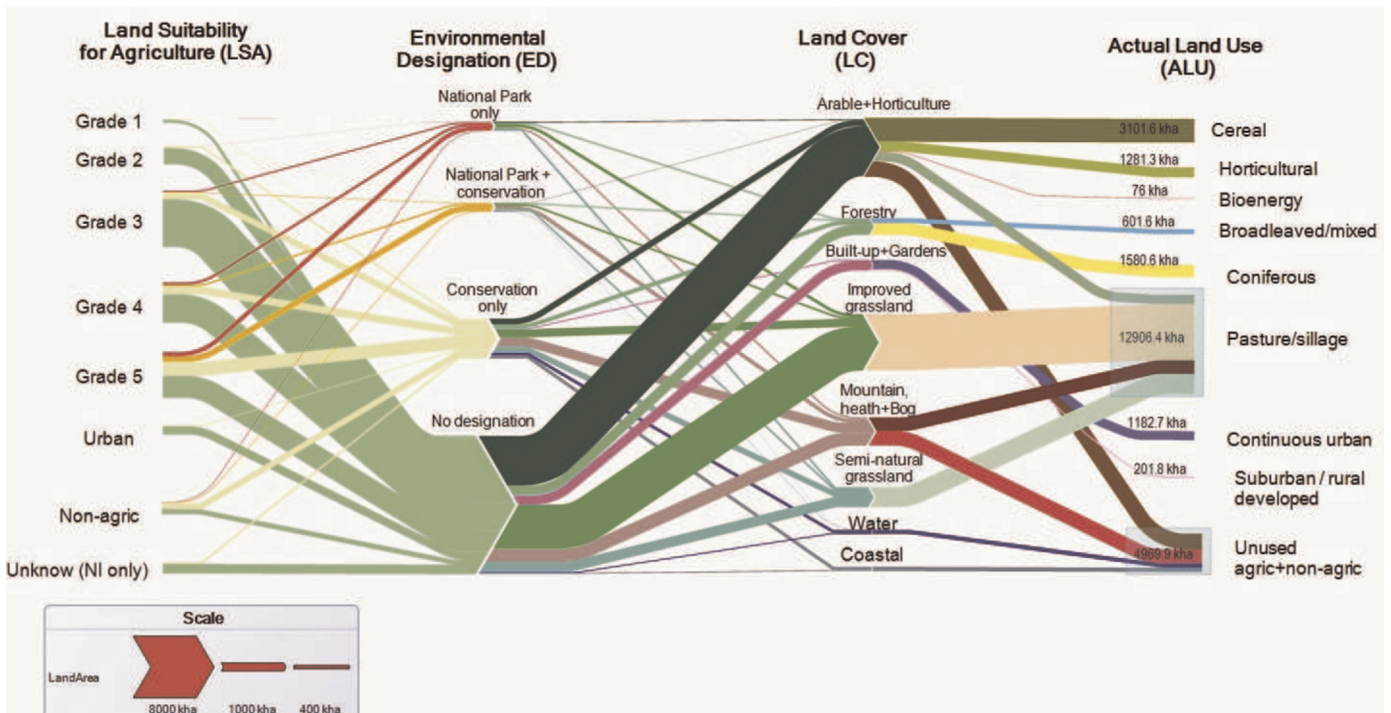 Land Suitability
for Agriculture (LSA)
Environmental
Designation (ED)
Land Cover
(LC)
Actual Land Use
(ALU)
Grade 1
Grade 2
Grade 3
Grade 4
Grade 5
Urban
Non-agric
Unknow (NI only)
National Park
only
National Park +
conservation
Conservation
only
No designation
Arable+Horticulture
Forestry
Built-up+Gardens
Improved
grassland
Mountain,
heath+Bog
Semi-natural
grassland
Water
Coastal
3101.6 kha
Cereal
1281.3 kha
Horticultural
76 kha
Bioenergy
601.6 kha
Broadleaved/mixed
1580.6 kha
Coniferous
12906.4 kha
Pasture/sillage
1182.7 kha
Continuous urban
201.8 kha
Suburban / rural
developed
4969.9 kha
Unused
agric+non-agric
Scale
LandArea
8000 kha
1000 kha
400 kha